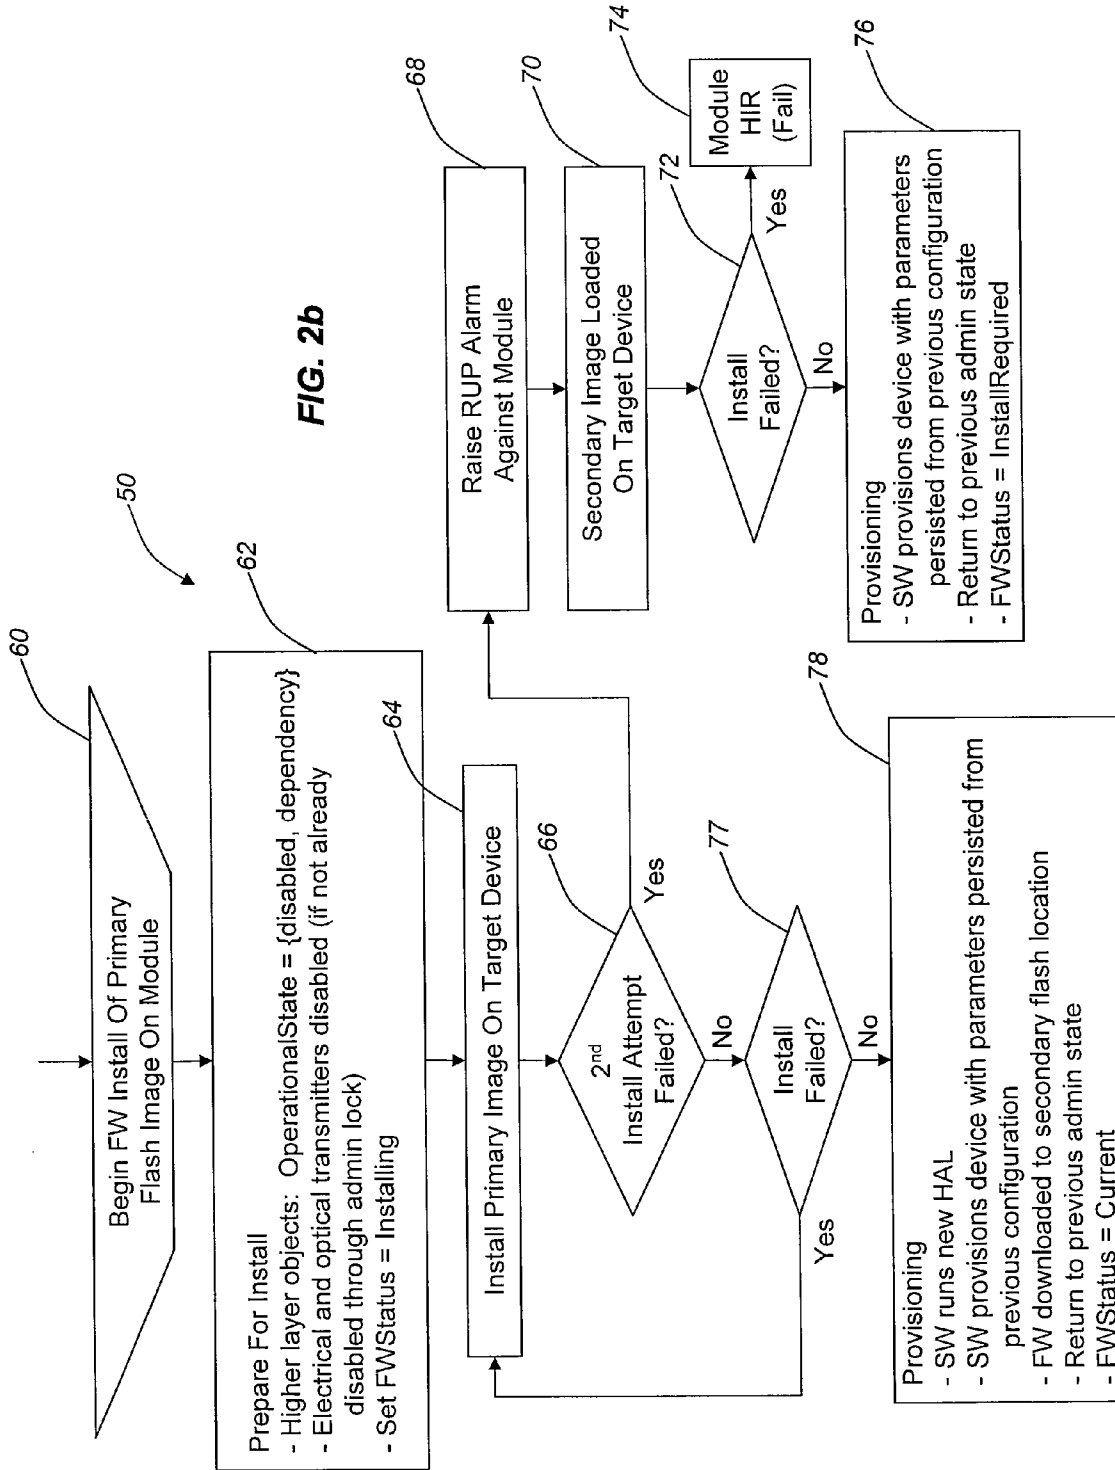 50
60
Begin FW Install Of Primary
Flash Image On Module
62
Prepare For Install
- Higher layer objects: OperationalState = {disabled, dependency}
- Electrical and optical transmitters disabled (if not already
disabled through admin lock)
- Set FWStatus = Installing
64
Install Primary Image On Target Device
66
2nd
Install Attempt
Failed?
Yes
No
77
Install
Failed?
Yes
No
78
Provisioning
- SW runs new HAL
- SW provisions device with parameters persisted from
previous configuration
- FW downloaded to secondary flash location
- Return to previous admin state
- FWStatus = Current
68
Raise RUP Alarm
Against Module
70
Secondary Image Loaded
On Target Device
72
Install
Failed?
Yes
No
74
Module
HIR
(Fail)
76
Provisioning
- SW provisions device with parameters
persisted from previous configuration
- Return to previous admin state
- FWStatus = InstallRequired
FIG. 2b